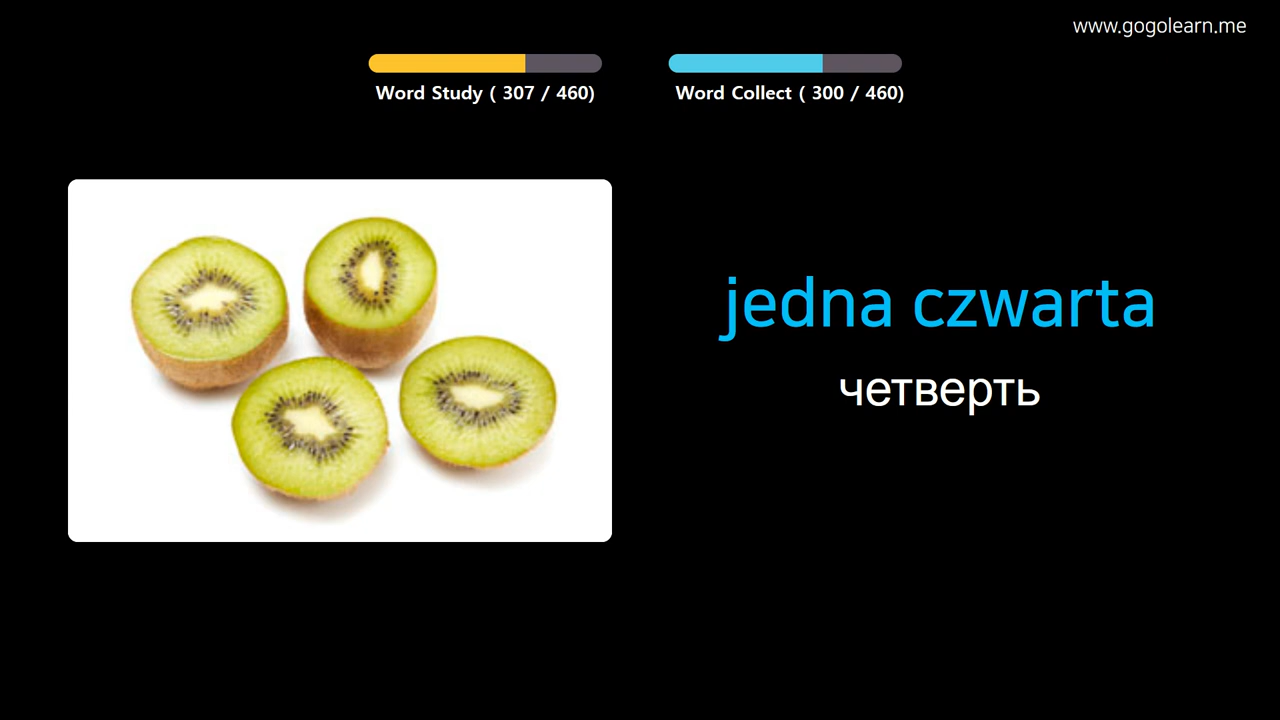 www.gogolearn.me
Word Study ( 307 / 460)
Word Collect ( 300 / 460)
jedna czwarta
четверть